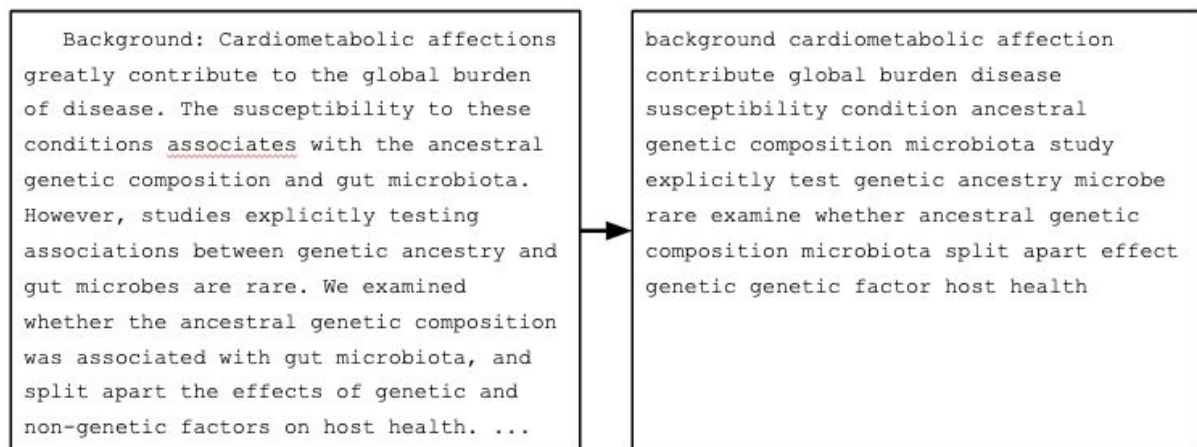 Background: Cardiometabolic affections
greatly contribute to the global burden
of disease. The susceptibility to these
conditions associates with the ancestral
genetic composition and gut microbiota.
However, studies explicitly testing
associations between genetic ancestry and
gut microbes are rare. We examined
whether the ancestral genetic composition
was associated with gut microbiota, and
split apart the effects of genetic and
non-genetic factors on host health. ...
background cardiometabolic affection
contribute global burden disease
susceptibility condition ancestral
genetic composition microbiota study
explicitly test genetic ancestry microbe
rare examine whether ancestral genetic
composition microbiota split apart effect
genetic genetic factor host health